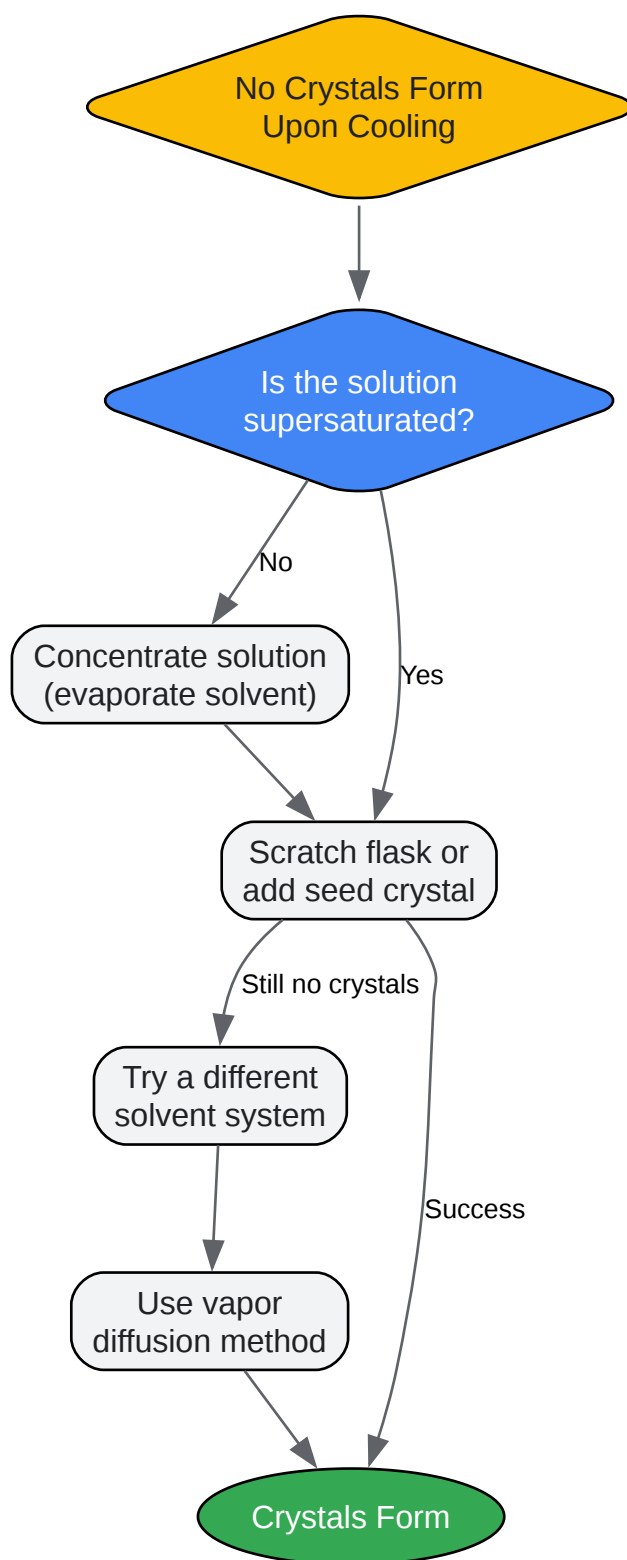 No Crystals Form
Upon Cooling
Is the solution
supersaturated?
No
Concentrate solution
(evaporate solvent)
Yes
Scratch flask or
add seed crystal
Still no crystals
Try a different
solvent system
Success
Use vapor
diffusion method
Crystals Form